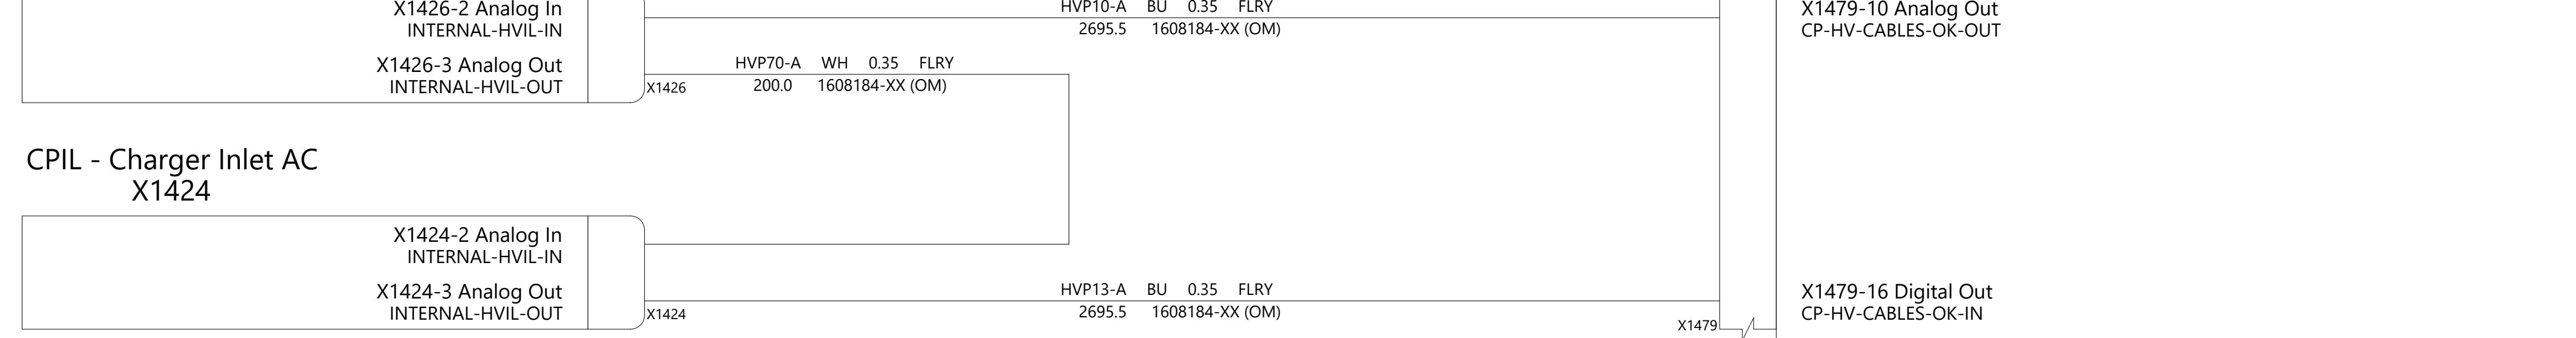 X1426-2 Analog In
INTERNAL-HVIL-IN
HVP10-A BU 0.35 FLRY
2695.5 1608184-XX (OM)
X1479-10 Analog Out
CP-HV-CABLES-OK-OUT
X1426-3 Analog Out
INTERNAL-HVIL-OUT
X1426
HVP70-A WH 0.35 FLRY
200.0 1608184-XX (OM)
CPIL - Charger Inlet AC
X1424
X1424-2 Analog In
INTERNAL-HVIL-IN
X1424-3 Analog Out
INTERNAL-HVIL-OUT
X1424
HVP13-A BU 0.35 FLRY
2695.5 1608184-XX (OM)
X1479
X1479-16 Digital Out
CP-HV-CABLES-OK-IN